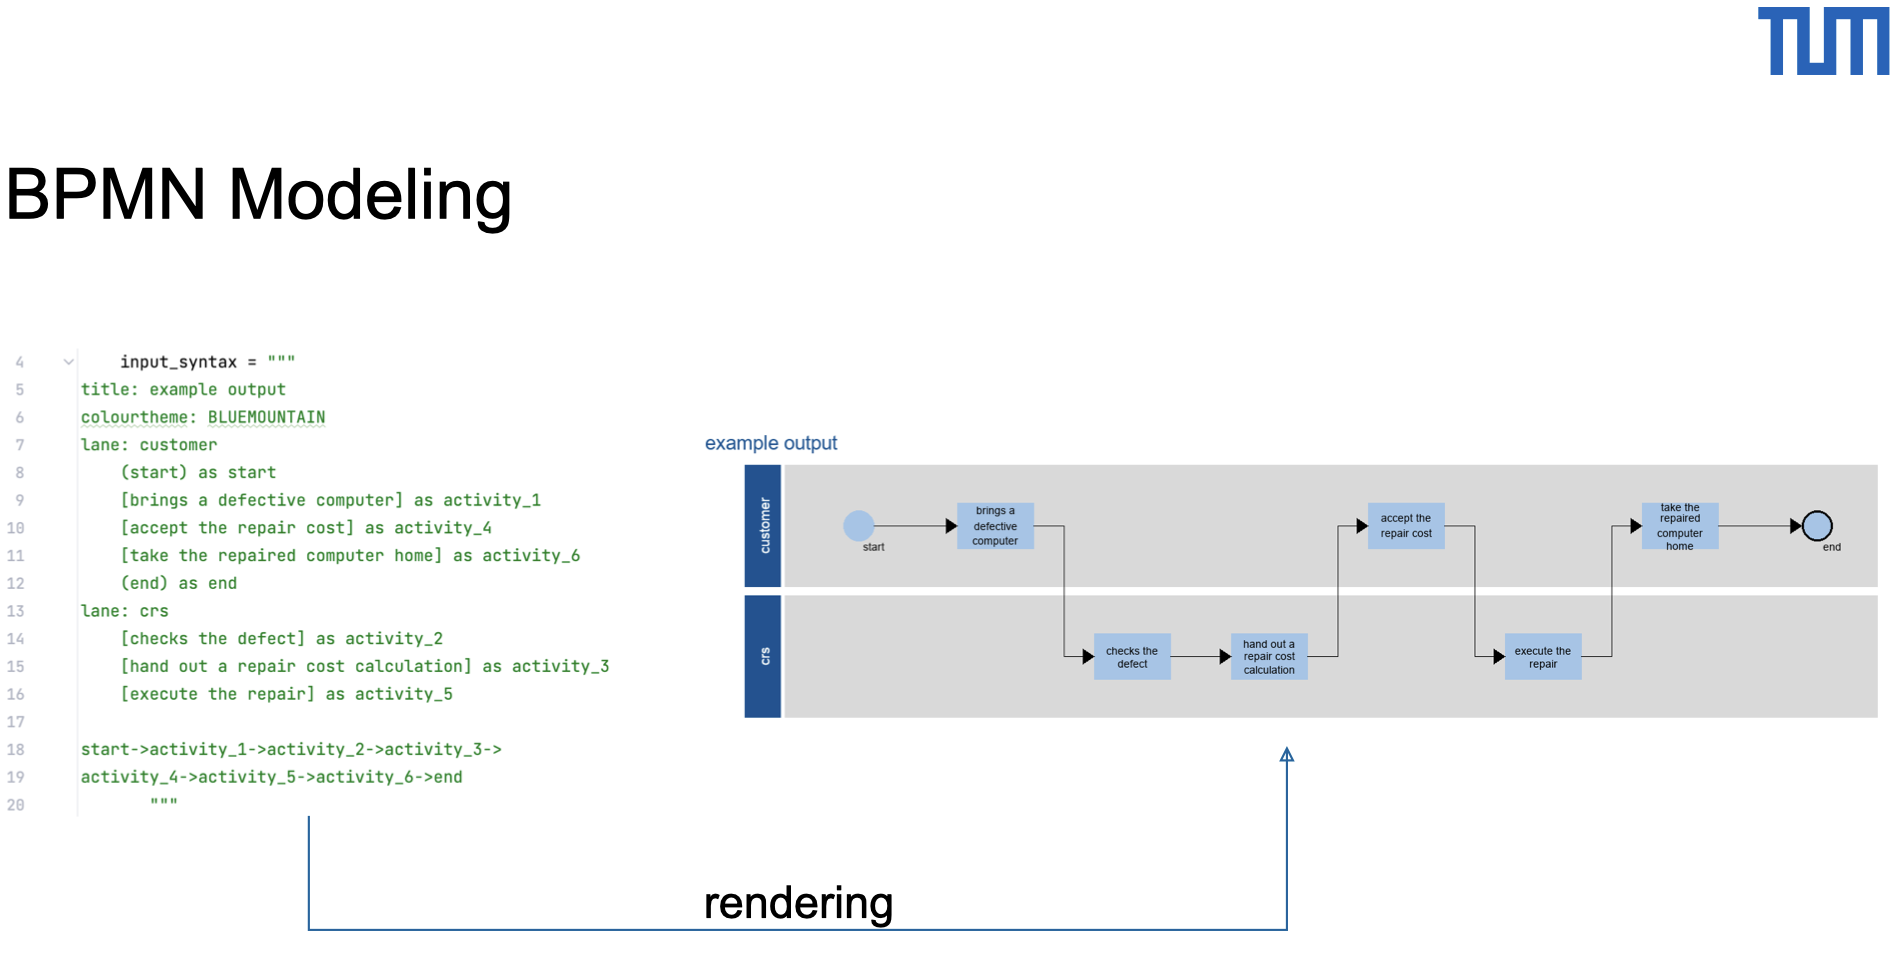 TUM
BPMN Modeling
4 input_syntax = """
5 title: example output
6 colourtheme: BLUEMOUNTAIN
7 lane: customer
8 (start) as start
9 [brings a defective computer] as activity_1
10 [accept the repair cost] as activity_4
11 [take the repaired computer home] as activity_6
12 (end) as end
13 lane: crs
14 [checks the defect] as activity_2
15 [hand out a repair cost calculation] as activity_3
16 [execute the repair] as activity_5
17
18 start->activity_1->activity_2->activity_3->
19 activity_4->activity_5->activity_6->end
20 """
example output
customer
start
brings a
defective
computer
accept the
repair cost
take the
repaired
computer
home
end
crs
checks the
defect
hand out a
repair cost
calculation
execute the
repair
rendering